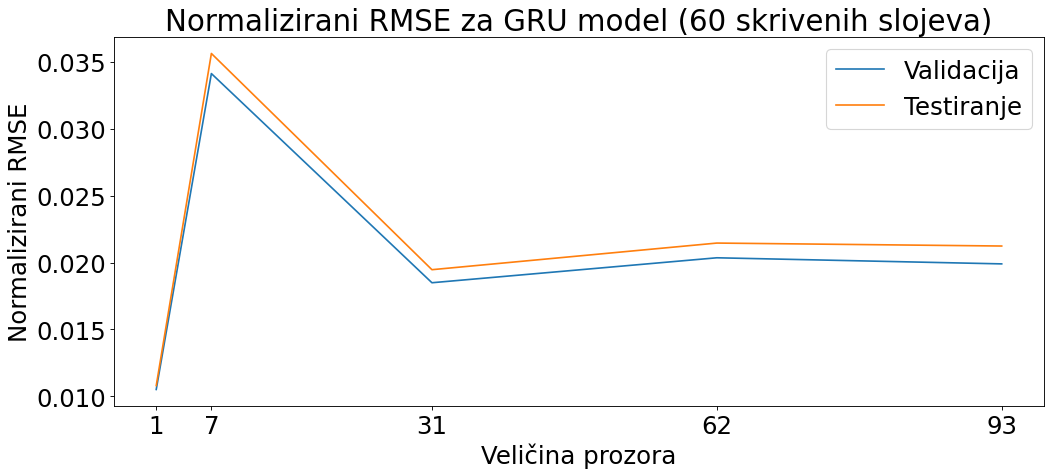 Normalizirani RMSE za GRU model (60 skrivenih slojeva)
Validacija
Testiranje
Normalizirani RMSE
0.035
0.030
0.025
0.020
0.015
0.010
1 7 31 62 93
Veličina prozora